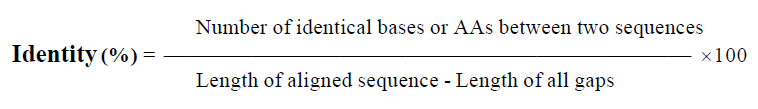 Number of identical bases or AAs between two sequences
Identity (%) = ×100
Length of aligned sequence - Length of all gaps